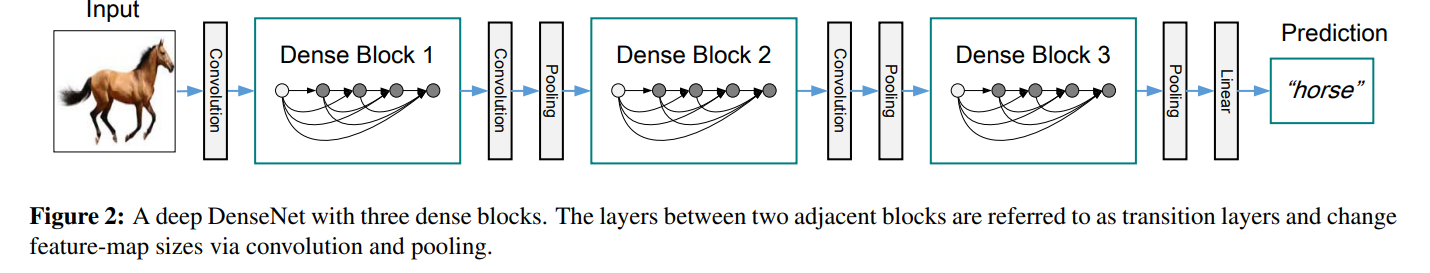 Input
Prediction
Convolution
Dense Block 1
Convolution
Pooling
Dense Block 2
Convolution
Pooling
Dense Block 3
Pooling
Linear
“horse”
Figure 2: A deep DenseNet with three dense blocks. The layers between two adjacent blocks are referred to as transition layers and change
feature-map sizes via convolution and pooling.